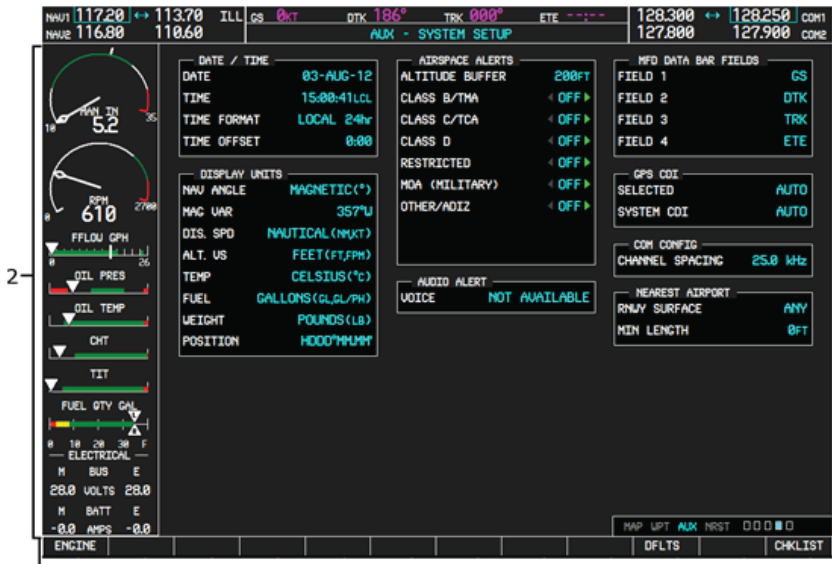 NAV1 117.20 ↔ 113.70 ILL GS 0KT DTK 186° TRK 000° ETE --:-- 128.300 ↔ 128.250 COM1
NAV2 116.80 110.60 AUX - SYSTEM SETUP 127.800 127.900 COM2
MAN IN
5.2
10 35
RPM
610
0 2700
FFLOW GPH
0 26
OIL PRES
OIL TEMP
CHT
TIT
FUEL QTY GAL
L
R
0 10 20 30 F
ELECTRICAL
M BUS E
28.0 VOLTS 28.0
M BATT E
-0.0 AMPS -0.0
2
DATE / TIME
DATE 03-AUG-12
TIME 15:00:41LCL
TIME FORMAT LOCAL 24hr
TIME OFFSET 0:00
DISPLAY UNITS
NAV ANGLE MAGNETIC(°)
MAG VAR 357°W
DIS, SPD NAUTICAL(NM,KT)
ALT, VS FEET(FT,FPM)
TEMP CELSIUS(°C)
FUEL GALLONS(GL,GL/PH)
WEIGHT POUNDS(LB)
POSITION HDDD°MM.MM'
AIRSPACE ALERTS
ALTITUDE BUFFER 200FT
CLASS B/TMA OFF
CLASS C/TCA OFF
CLASS D OFF
RESTRICTED OFF
MOA (MILITARY) OFF
OTHER/ADIZ OFF
AUDIO ALERT
VOICE NOT AVAILABLE
MFD DATA BAR FIELDS
FIELD 1 GS
FIELD 2 DTK
FIELD 3 TRK
FIELD 4 ETE
GPS CDI
SELECTED AUTO
SYSTEM CDI AUTO
COM CONFIG
CHANNEL SPACING 25.0 kHz
NEAREST AIRPORT
RNWY SURFACE ANY
MIN LENGTH 0FT
MAP WPT AUX NRST
ENGINE DFLTS CHKLIST